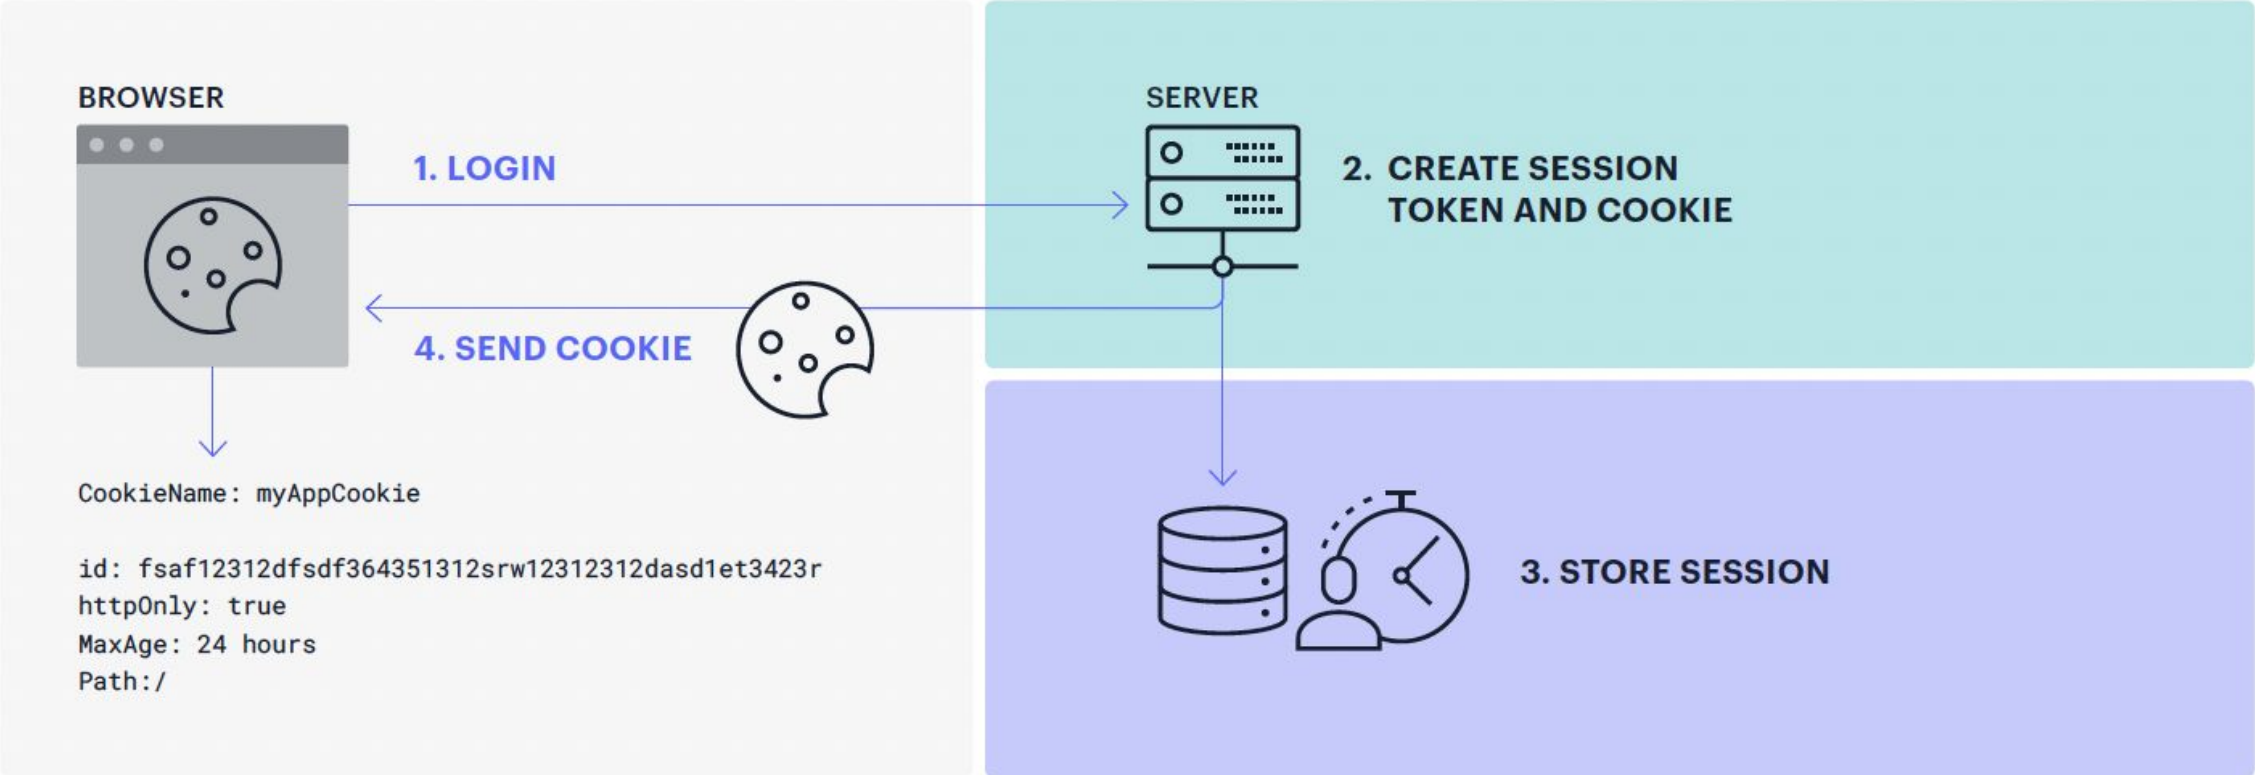 BROWSER
1. LOGIN
SERVER
2. CREATE SESSION
TOKEN AND COOKIE
4. SEND COOKIE
CookieName: myAppCookie
id: fsaf12312dfsdf364351312srw12312312dasd1et3423r
httpOnly: true
MaxAge: 24 hours
Path:/
3. STORE SESSION